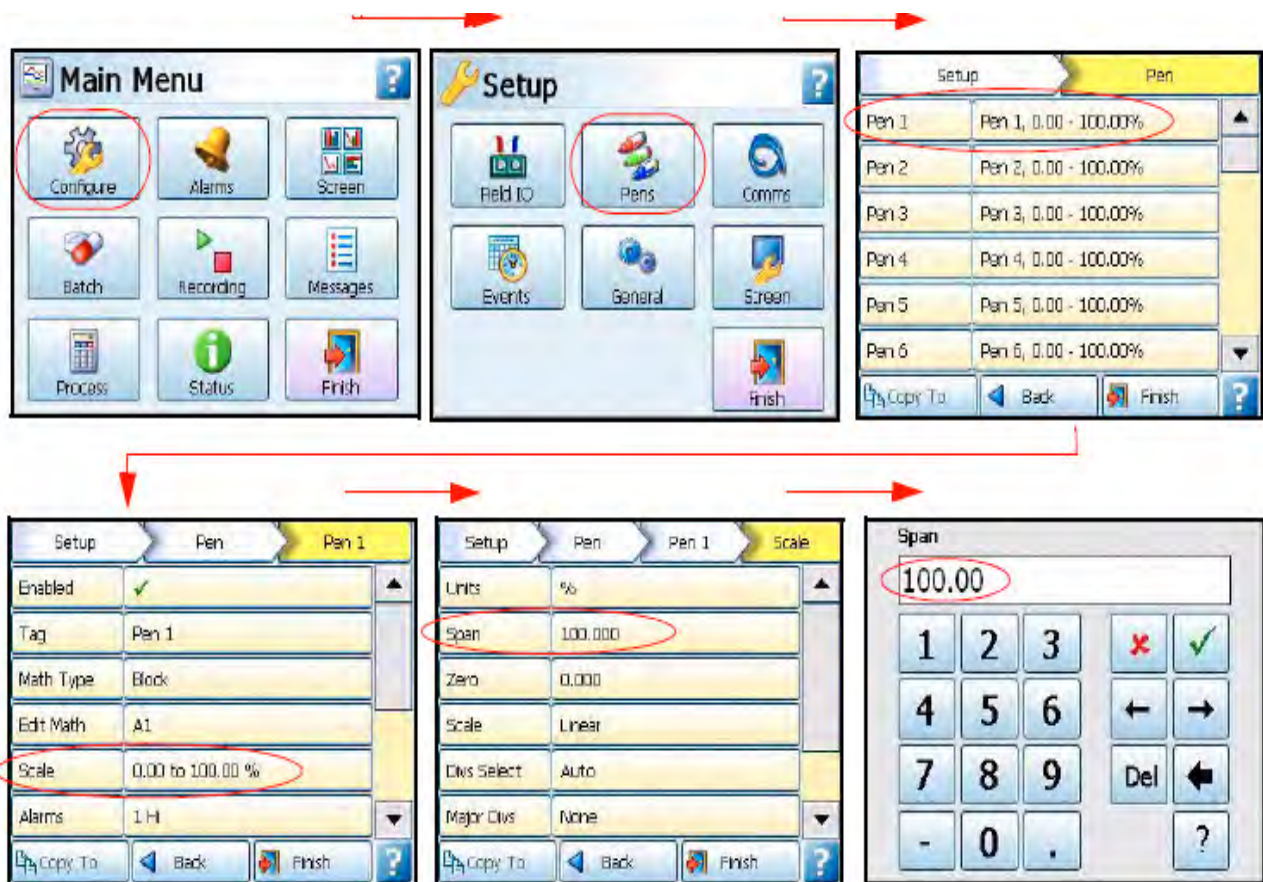 Main Menu ?
Configure Alarms Screen
Batch Recording Messages
Process Status Finish
Setup ?
Field IO Pens Comms
Events General Screen
Finish
Setup Pen
Pen 1 Pen 1, 0.00 - 100.00%
Pen 2 Pen 2, 0.00 - 100.00%
Pen 3 Pen 3, 0.00 - 100.00%
Pen 4 Pen 4, 0.00 - 100.00%
Pen 5 Pen 5, 0.00 - 100.00%
Pen 6 Pen 6, 0.00 - 100.00%
Copy To Back Finish ?
Setup Pen Pen 1
Enabled ✓
Tag Pen 1
Math Type Block
Edit Math A1
Scale 0.00 to 100.00 %
Alarms 1 Hi
Copy To Back Finish ?
Setup Pen Pen 1 Scale
Units %
Span 100.000
Zero 0.000
Scale Linear
Divs Select Auto
Major Divs None
Copy To Back Finish ?
Span
100.00
1 2 3
4 5 6
7 8 9 Del
- 0 . ?